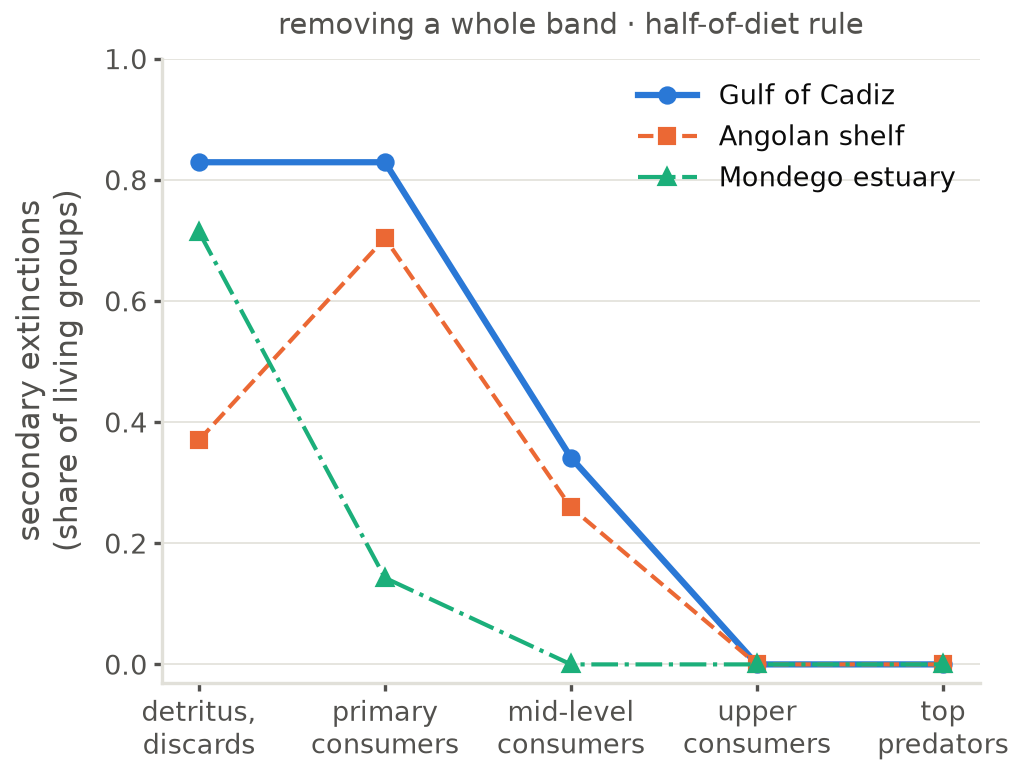 removing a whole band · half-of-diet rule
secondary extinctions
(share of living groups)
1.0
0.8
0.6
0.4
0.2
0.0
Gulf of Cadiz
Angolan shelf
Mondego estuary
detritus,
discards
primary
consumers
mid-level
consumers
upper
consumers
top
predators